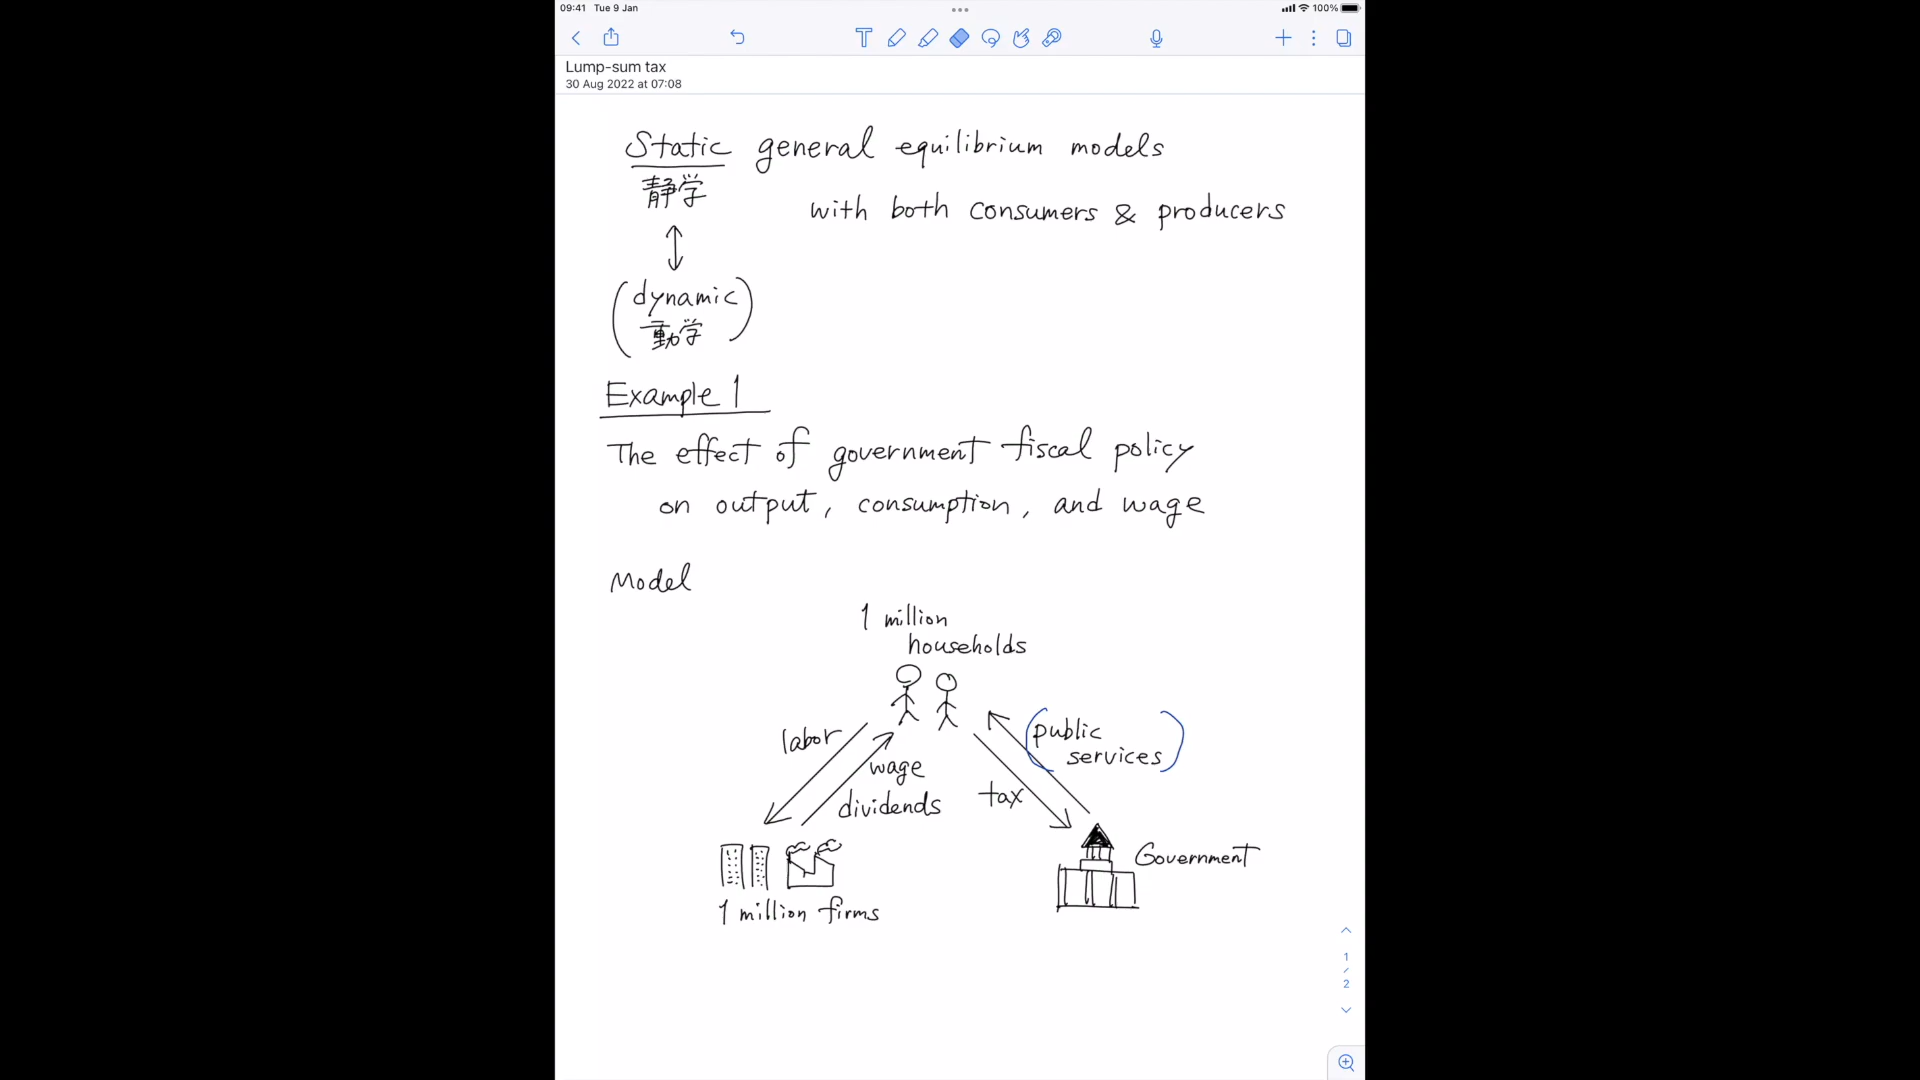 09:41 Tue 9 Jan
100%
Lump-sum tax
30 Aug 2022 at 07:08
Static general equilibrium models
静学
with both consumers & producers
(dynamic
動学)
Example 1
The effect of government fiscal policy
on output, consumption, and wage
Model
1 million
households
labor
wage
dividends
(public
services)
tax
Government
1 million firms
1
/
2